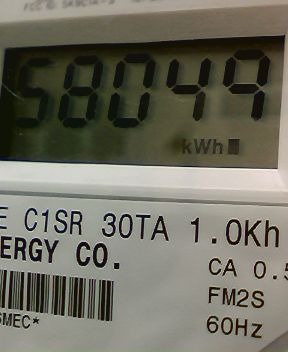 58049
kWh
E C1SR 30TA 1.0Kh
ERGY CO.
CA 0.5
FM2S
60Hz
SMEC*